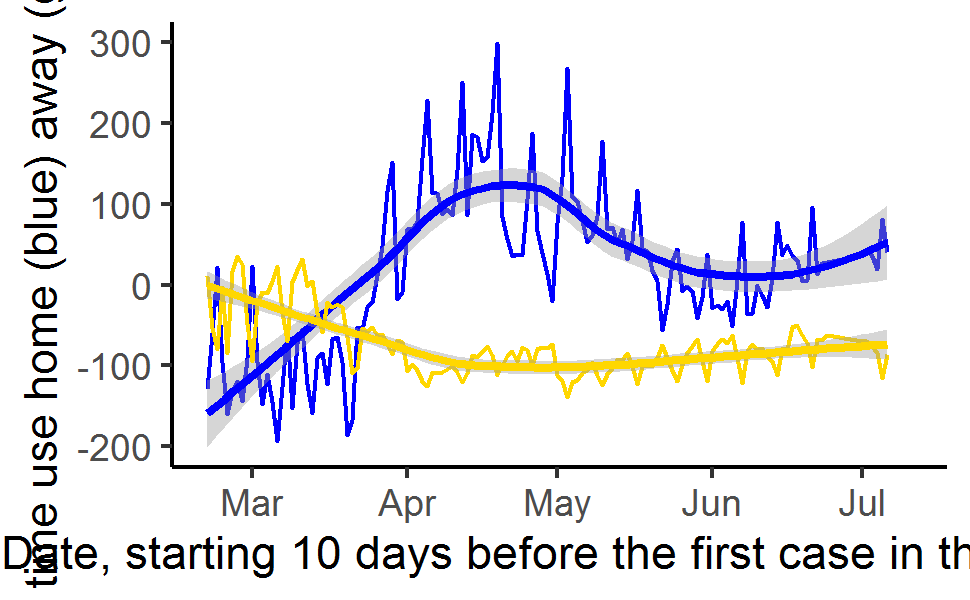 time use home (blue) away (
300
200
100
0
-100
-200
Mar Apr May Jun Jul
Date, starting 10 days before the first case in th